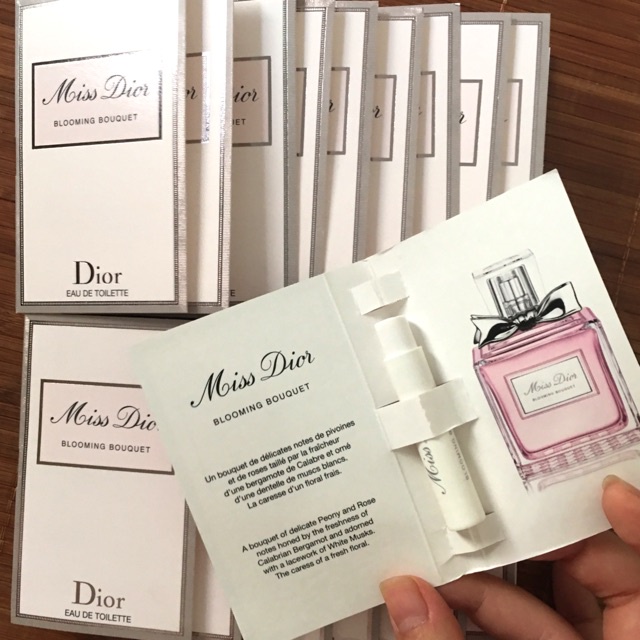 Miss Dior
BLOOMING BOUQUET
Dior
EAU DE TOILETTE
Miss Dior
BLOOMING BOUQUET
Dior
EAU DE TOILETTE
Miss Dior
BLOOMING BOUQUET
Un bouquet de délicates notes de pivoines
et de roses taillé par la fraîcheur
d'une bergamote de Calabre et orné
d'une dentelle de muscs blancs.
La caresse d'un floral frais.
A bouquet of delicate Peony and Rose
notes honed by the freshness of
Calabrian Bergamot and adorned
with a lacework of White Musks.
The caress of a fresh floral.
Miss
Miss Dior
BLOOMING BOUQUET